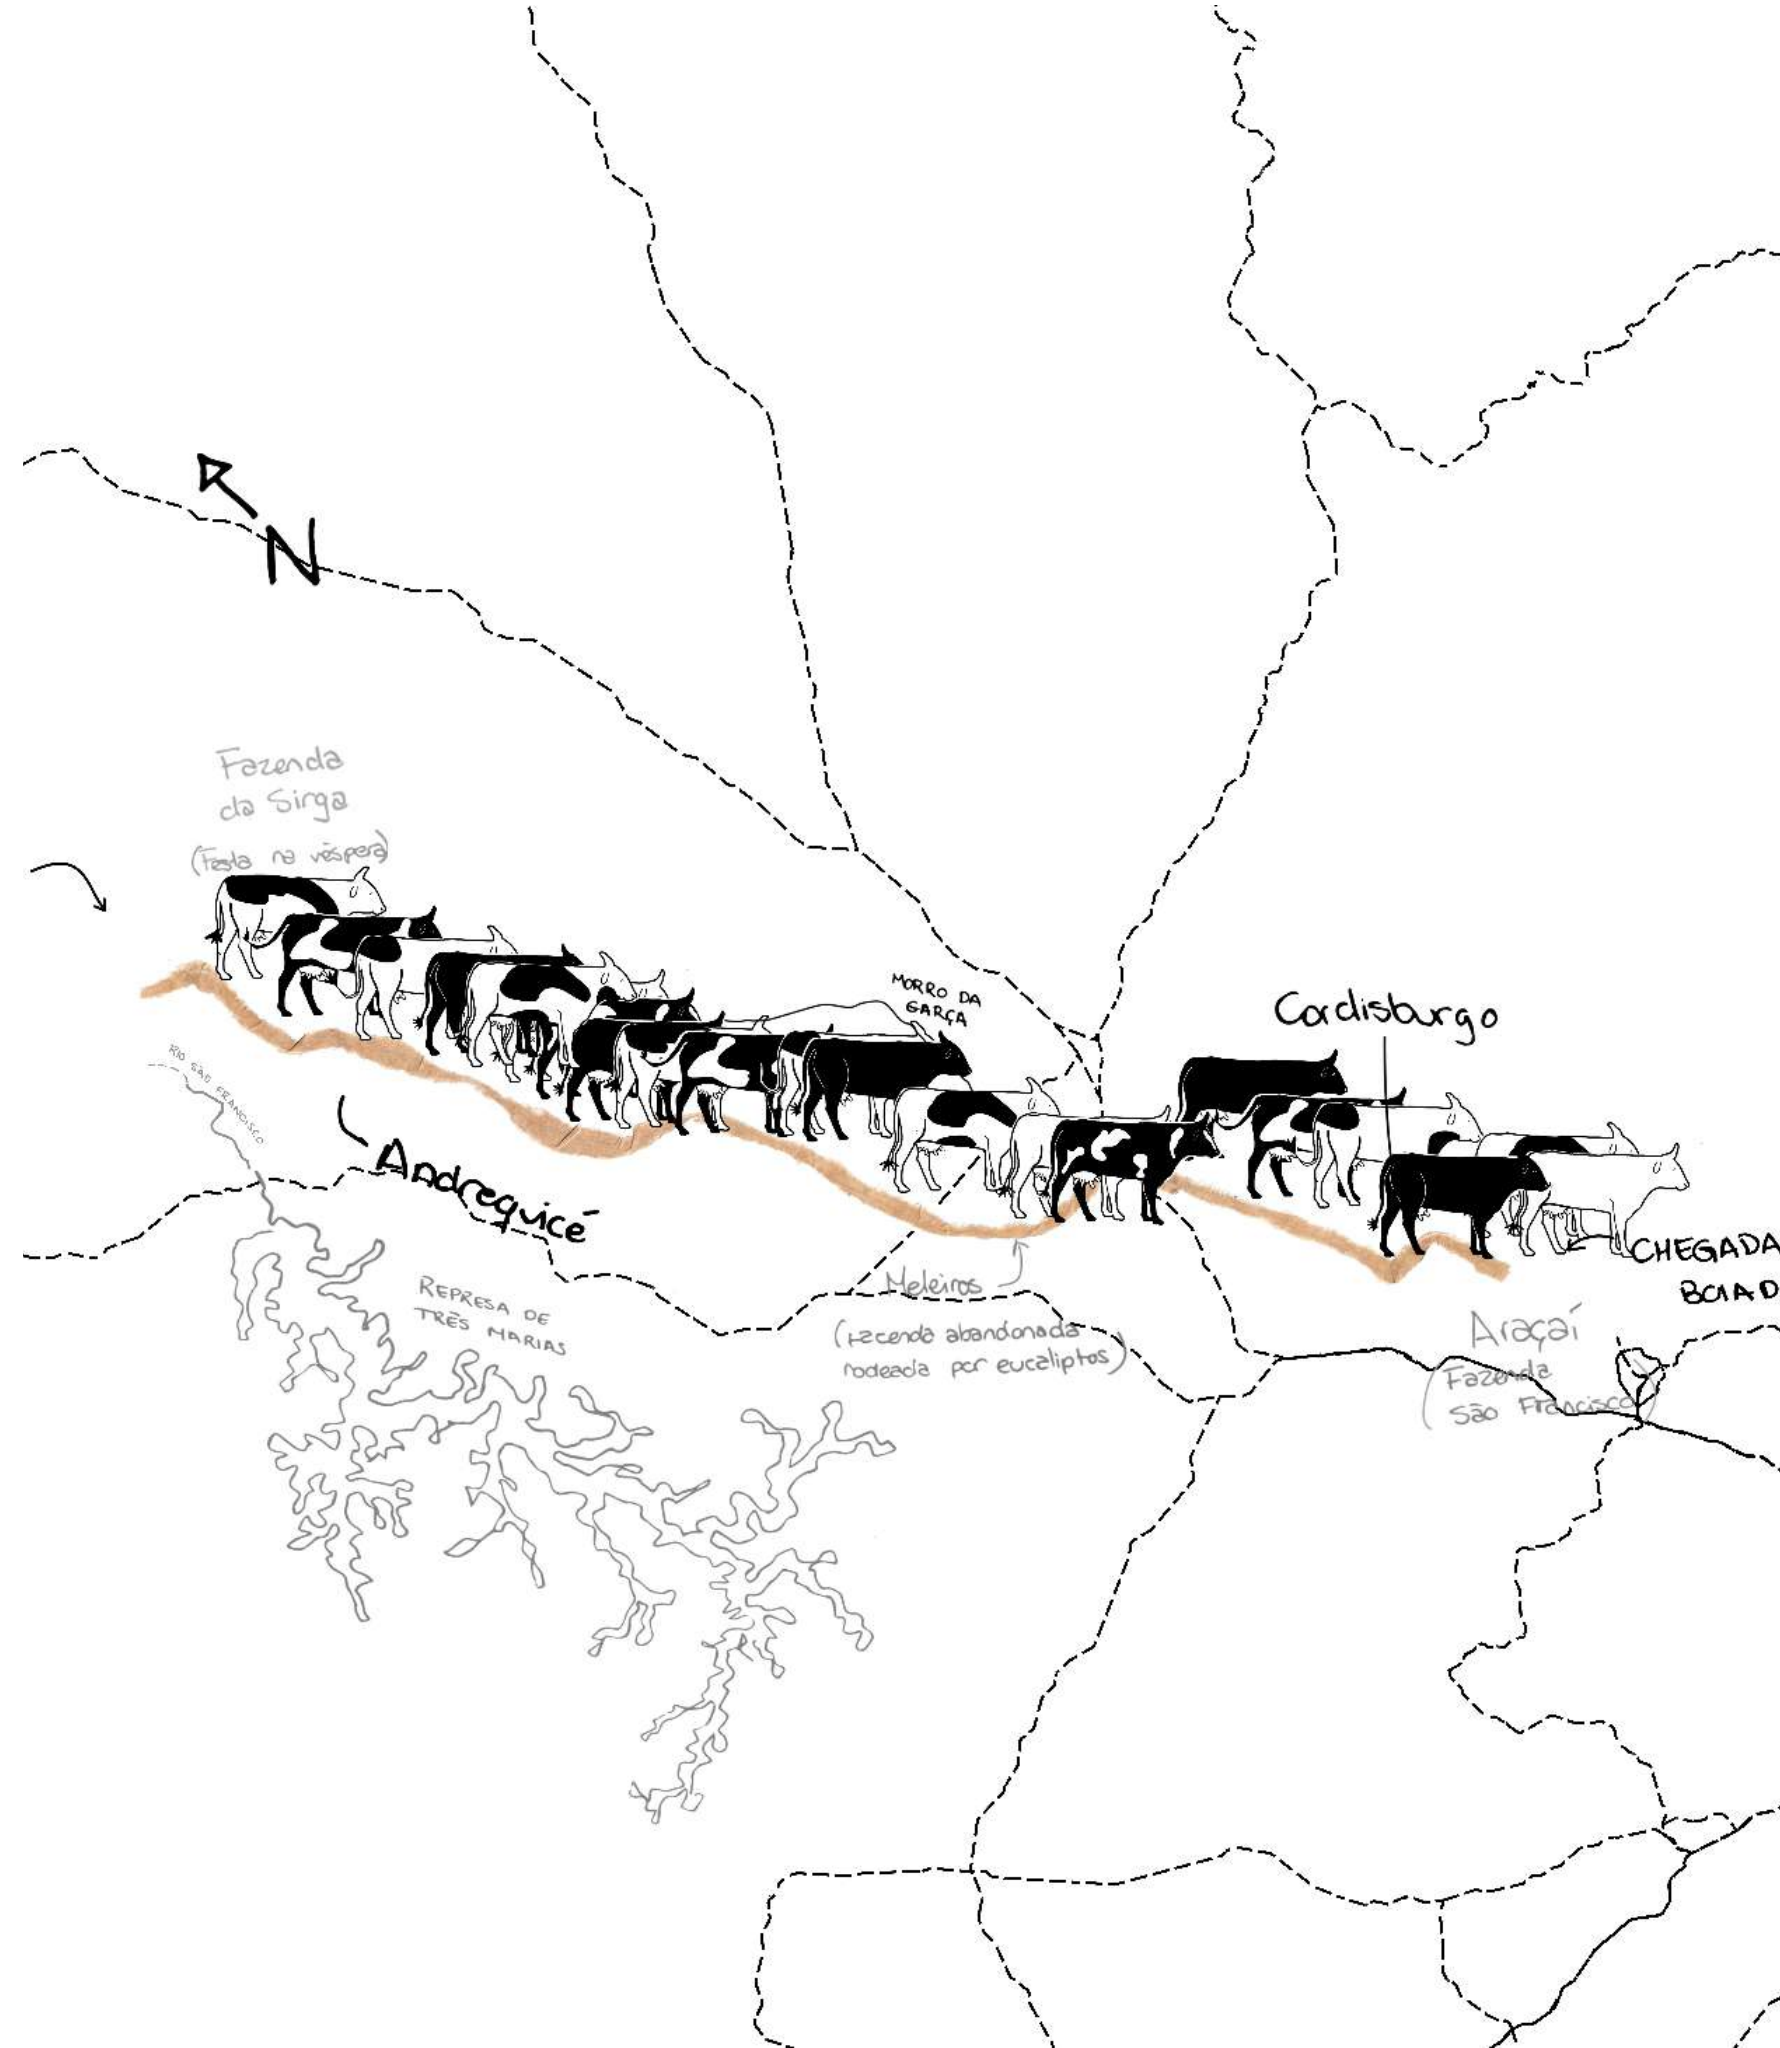 N
Fazenda
da Sirga
(Festa na véspera)
MORRO DA
GARÇA
Cordisburgo
RIO SÃO FRANCISCO
Andrequicé
REPRESA DE
TRÊS MARIAS
Meleiros
(Fazenda abandonada
rodeada por eucaliptos)
CHEGADA
BOIAD
Araçaí
(Fazenda
São Francisco)